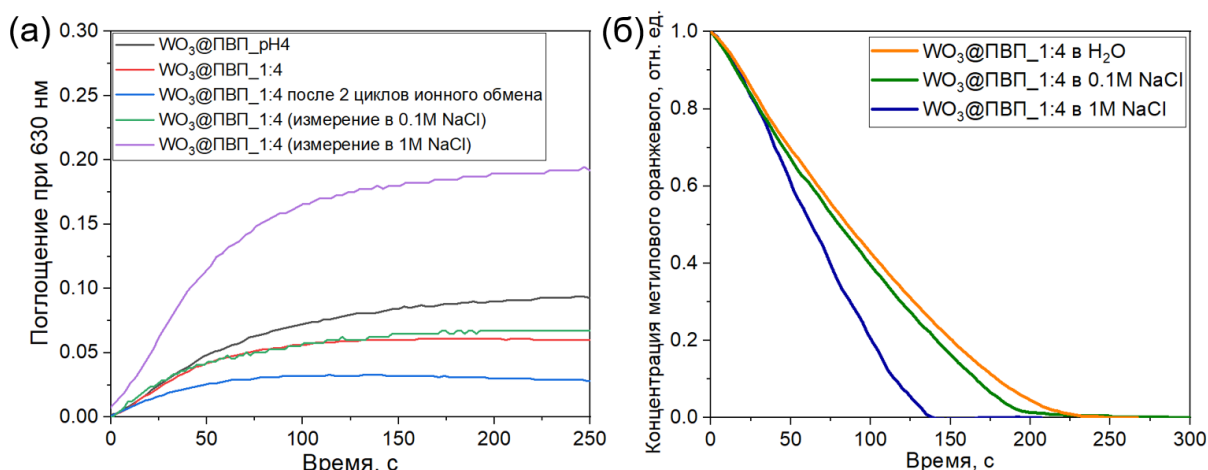 (а)
0.30
0.25
0.20
0.15
0.10
0.05
0.00
Поглощение при 630 нм
WO₃@ПВП_pH4
WO₃@ПВП_1:4
WO₃@ПВП_1:4 после 2 циклов ионного обмена
WO₃@ПВП_1:4 (измерение в 0.1M NaCl)
WO₃@ПВП_1:4 (измерение в 1M NaCl)
0 50 100 150 200 250
Время, с
(б)
1.0
0.8
0.6
0.4
0.2
0.0
Концентрация метилового оранжевого, отн. ед.
WO₃@ПВП_1:4 в H₂O
WO₃@ПВП_1:4 в 0.1M NaCl
WO₃@ПВП_1:4 в 1M NaCl
0 50 100 150 200 250 300
Время, с